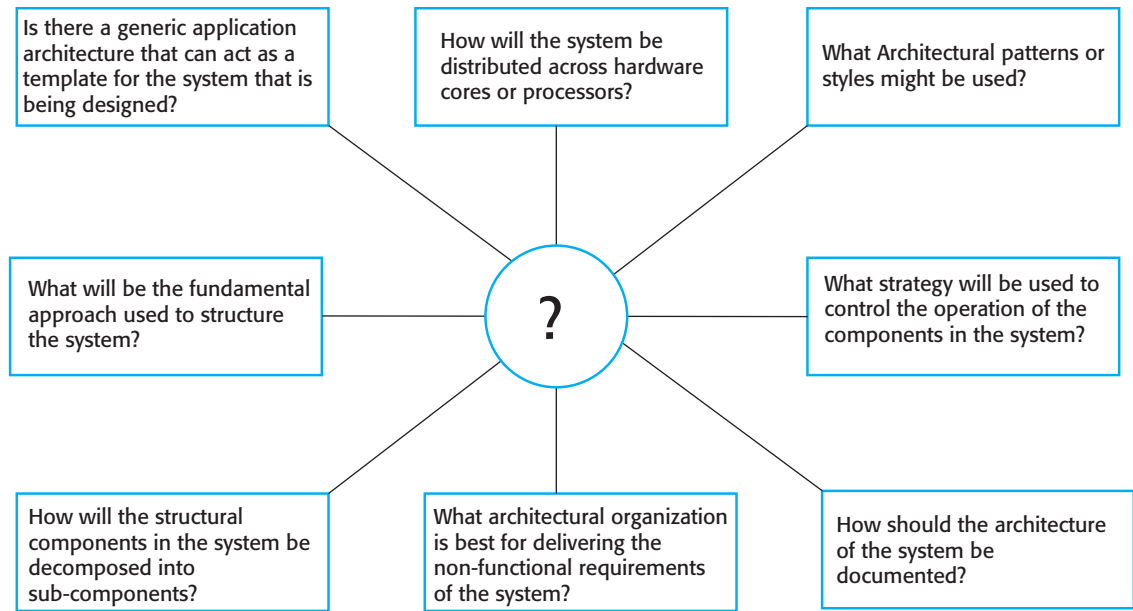 Is there a generic application
architecture that can act as a
template for the system that is
being designed?
How will the system be
distributed across hardware
cores or processors?
What Architectural patterns or
styles might be used?
What will be the fundamental
approach used to structure
the system?
?
What strategy will be used to
control the operation of the
components in the system?
How will the structural
components in the system be
decomposed into
sub-components?
What architectural organization
is best for delivering the
non-functional requirements
of the system?
How should the architecture
of the system be
documented?